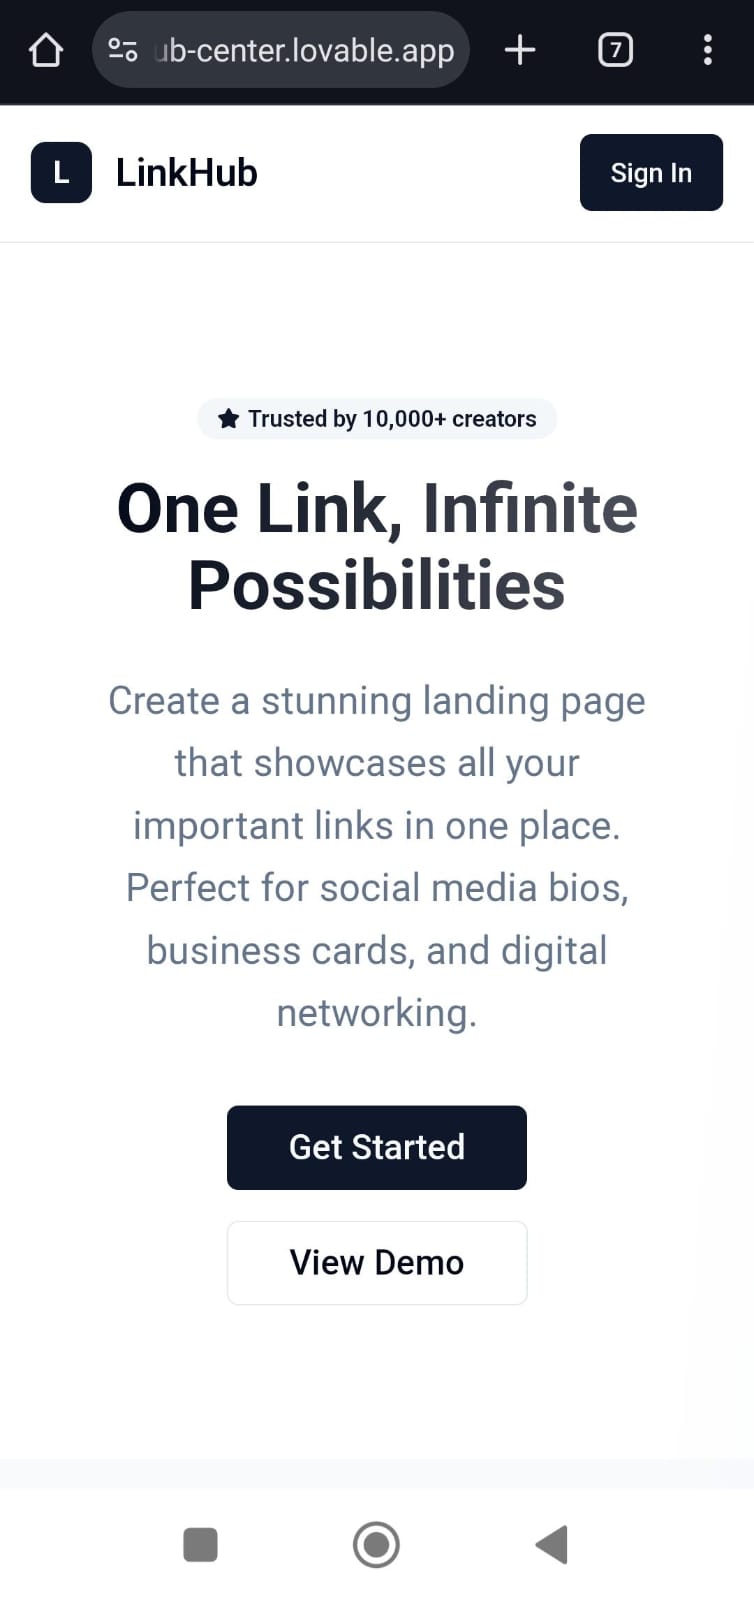 ub-center.lovable.app
7
L
LinkHub
Sign In
Trusted by 10,000+ creators
One Link, Infinite
Possibilities
Create a stunning landing page
that showcases all your
important links in one place.
Perfect for social media bios,
business cards, and digital
networking.
Get Started
View Demo